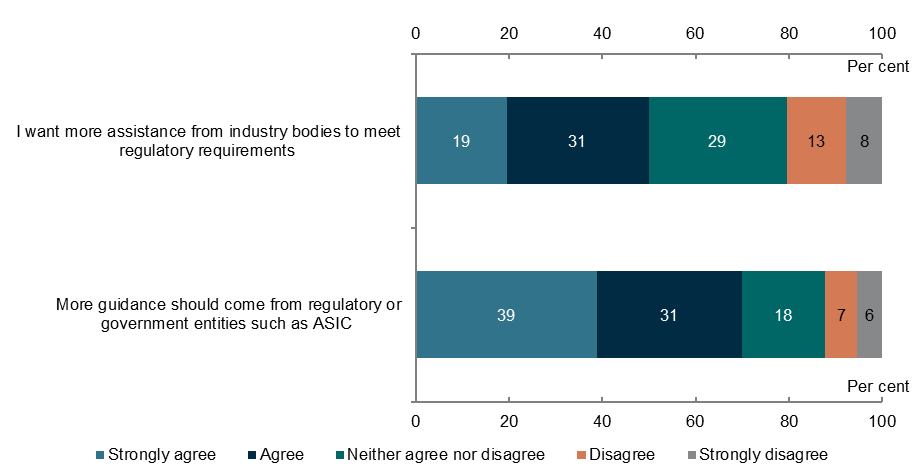 0 20 40 60 80 100
Per cent
I want more assistance from industry bodies to meet
regulatory requirements
19 31 29 13 8
More guidance should come from regulatory or
government entities such as ASIC
39 31 18 7 6
Per cent
0 20 40 60 80 100
Strongly agree Agree Neither agree nor disagree Disagree Strongly disagree